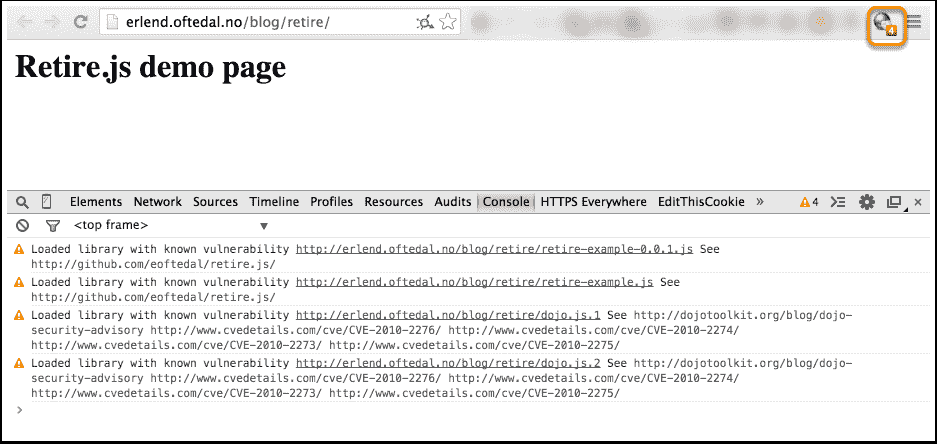 erlend.oftedal.no/blog/retire/
4
Retire.js demo page
Elements Network Sources Timeline Profiles Resources Audits Console HTTPS Everywhere EditThisCookie » 4 ×
<top frame> ▼
Loaded library with known vulnerability http://erlend.oftedal.no/blog/retire/retire-example-0.0.1.js See
http://github.com/eoftedal/retire.js/
Loaded library with known vulnerability http://erlend.oftedal.no/blog/retire/retire-example.js See
http://github.com/eoftedal/retire.js/
Loaded library with known vulnerability http://erlend.oftedal.no/blog/retire/dojo.js.1 See http://dojotoolkit.org/blog/dojo-
security-advisory http://www.cvedetails.com/cve/CVE-2010-2276/ http://www.cvedetails.com/cve/CVE-2010-2274/
http://www.cvedetails.com/cve/CVE-2010-2273/ http://www.cvedetails.com/cve/CVE-2010-2275/
Loaded library with known vulnerability http://erlend.oftedal.no/blog/retire/dojo.js.2 See http://dojotoolkit.org/blog/dojo-
security-advisory http://www.cvedetails.com/cve/CVE-2010-2276/ http://www.cvedetails.com/cve/CVE-2010-2274/
http://www.cvedetails.com/cve/CVE-2010-2273/ http://www.cvedetails.com/cve/CVE-2010-2275/
>